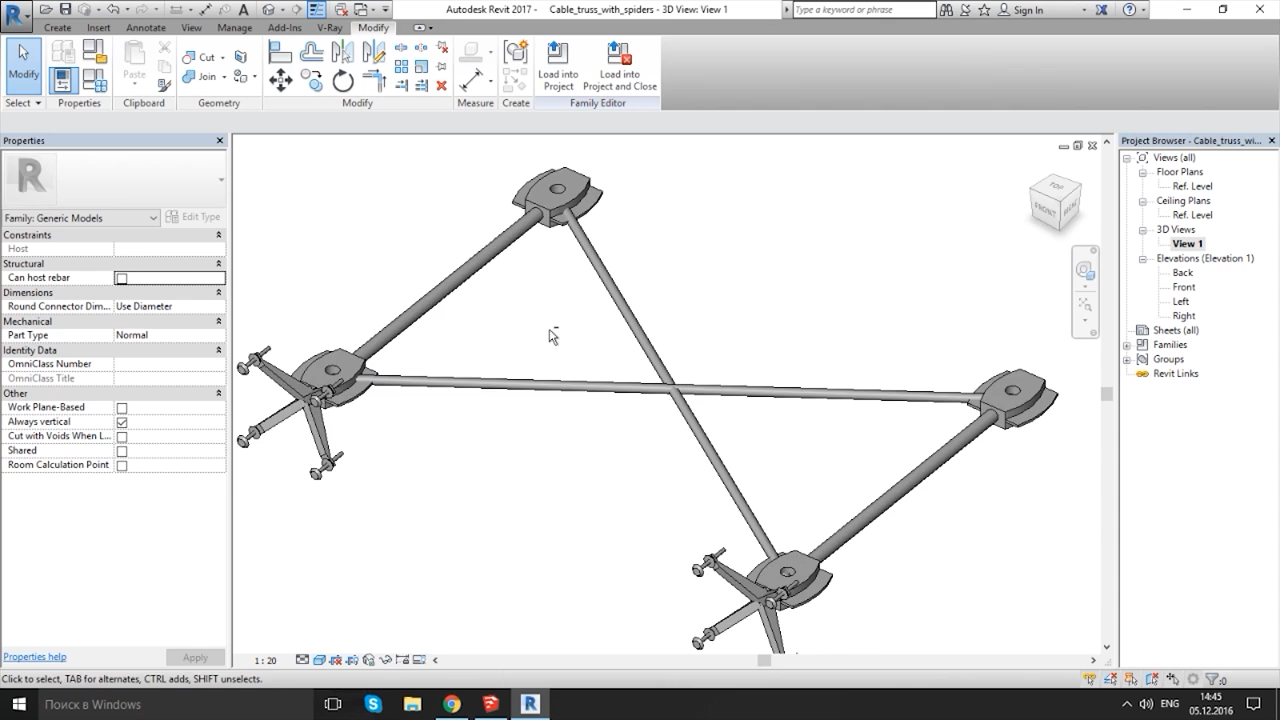 Autodesk Revit 2017 - Cable_truss_with_spiders - 3D View: View 1
Type a keyword or phrase
Sign In
Create Insert Annotate View Manage Add-Ins V-Ray Modify
Modify
Paste
Cut
Join
Load into Project
Load into Project and Close
Select Properties Clipboard Geometry Modify Measure Create Family Editor
Properties
Family: Generic Models
Edit Type
Constraints
Host
Structural
Can host rebar
Dimensions
Round Connector Dim... Use Diameter
Mechanical
Part Type Normal
Identity Data
OmniClass Number
OmniClass Title
Other
Work Plane-Based
Always vertical
Cut with Voids When L...
Shared
Room Calculation Point
Properties help
Apply
TOP
FRONT
1 : 20
Project Browser - Cable_truss_wi...
Views (all)
Floor Plans
Ref. Level
Ceiling Plans
Ref. Level
3D Views
View 1
Elevations (Elevation 1)
Back
Front
Left
Right
Sheets (all)
Families
Groups
Revit Links
Click to select, TAB for alternates, CTRL adds, SHIFT unselects.
:0
Поиск в Windows
ENG
14:45
05.12.2016